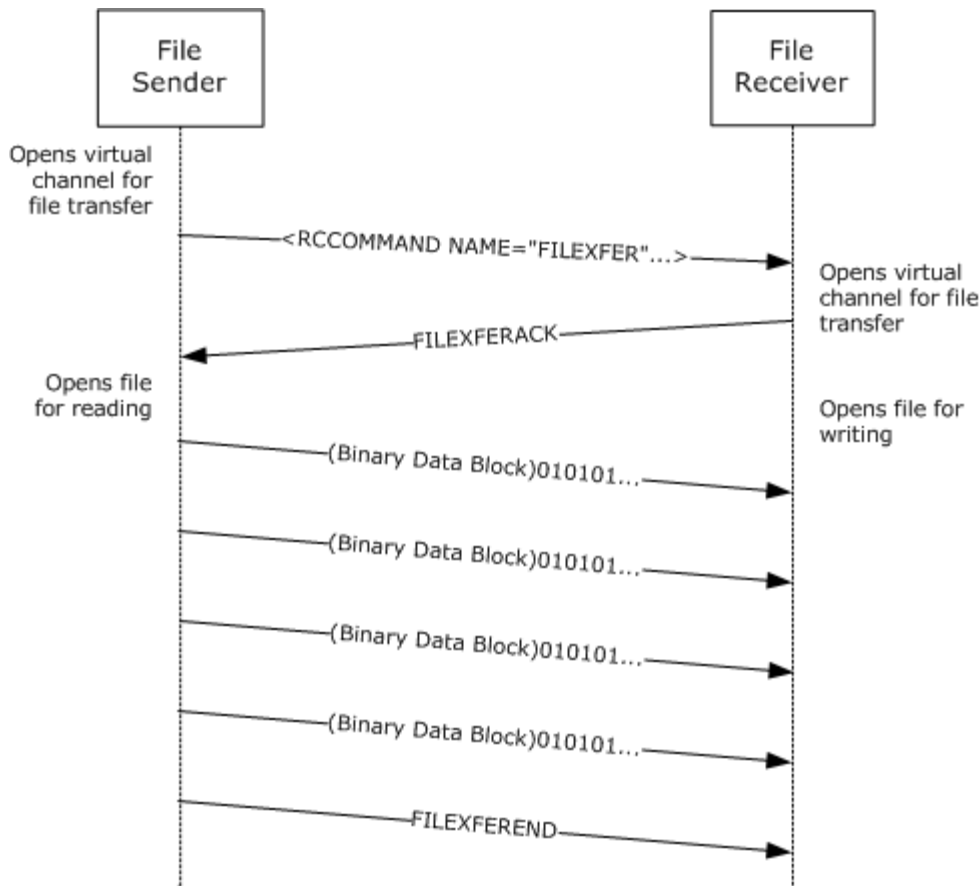 File
Sender
File
Receiver
Opens virtual
channel for
file transfer
<RCCOMMAND NAME="FILEXFER"...>
Opens virtual
channel for file
transfer
FILEXFERACK
Opens file
for reading
Opens file for
writing
(Binary Data Block)010101...
(Binary Data Block)010101...
(Binary Data Block)010101...
(Binary Data Block)010101...
FILEXFEREND